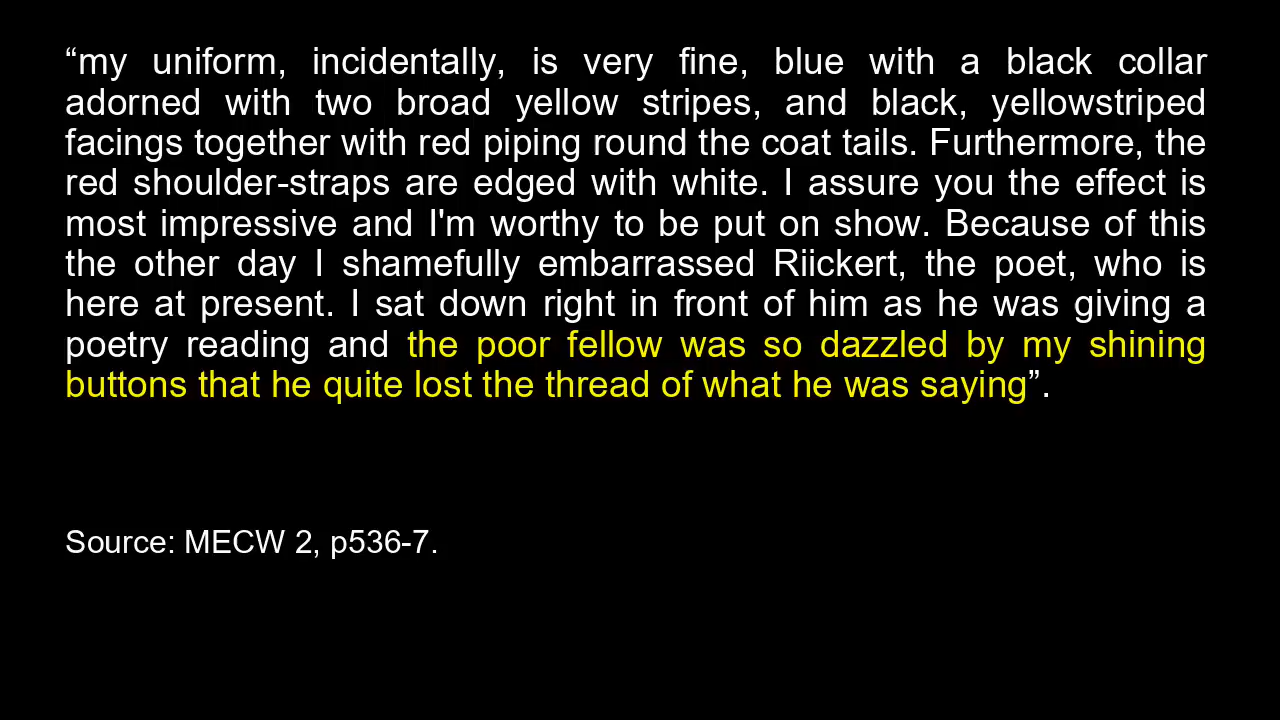 “my uniform, incidentally, is very fine, blue with a black collar
adorned with two broad yellow stripes, and black, yellowstriped
facings together with red piping round the coat tails. Furthermore, the
red shoulder-straps are edged with white. I assure you the effect is
most impressive and I'm worthy to be put on show. Because of this
the other day I shamefully embarrassed Riickert, the poet, who is
here at present. I sat down right in front of him as he was giving a
poetry reading and the poor fellow was so dazzled by my shining
buttons that he quite lost the thread of what he was saying”.
Source: MECW 2, p536-7.